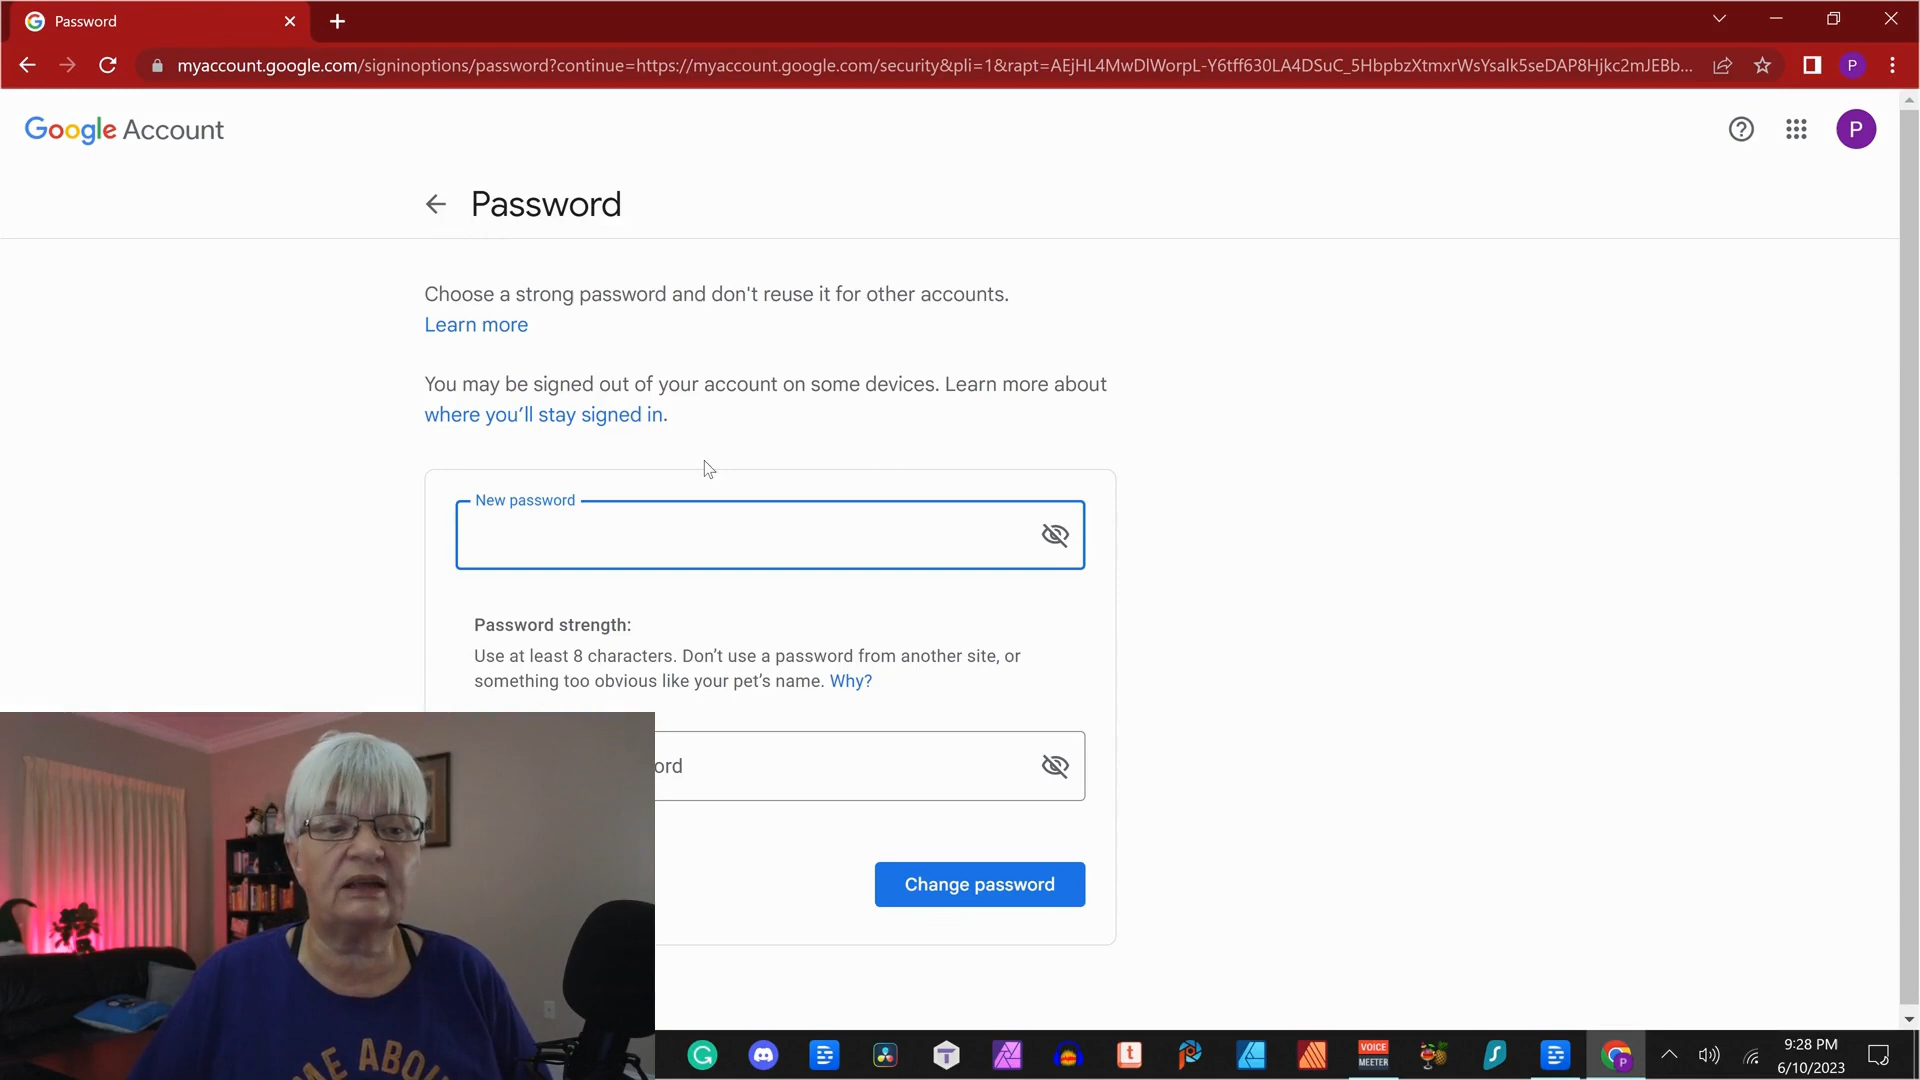 Password
myaccount.google.com/signinoptions/password?continue=https://myaccount.google.com/security&pli=1&rapt=AEjHL4MwDlWorpL-Y6tff630LA4DSuC_5HbpbzXtmxrWsYsalk5seDAP8Hjkc2mJEBb...
P
Google Account
P
Password
Choose a strong password and don't reuse it for other accounts.
Learn more
You may be signed out of your account on some devices. Learn more about
where you'll stay signed in.
New password
Password strength:
Use at least 8 characters. Don't use a password from another site, or
something too obvious like your pet's name. Why?
ord
Change password
ME ABO
VOICE
MEETER
9:28 PM
6/10/2023